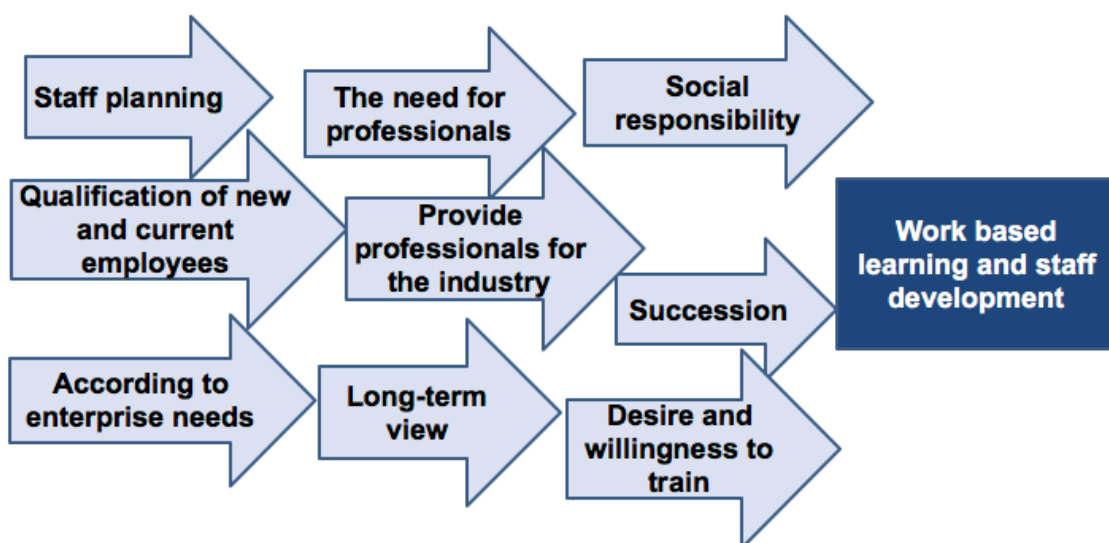 Staff planning
The need for
professionals
Social
responsibility
Qualification of new
and current
employees
Provide
professionals for
the industry
Succession
Work based
learning and staff
development
According to
enterprise needs
Long-term
view
Desire and
willingness to
train